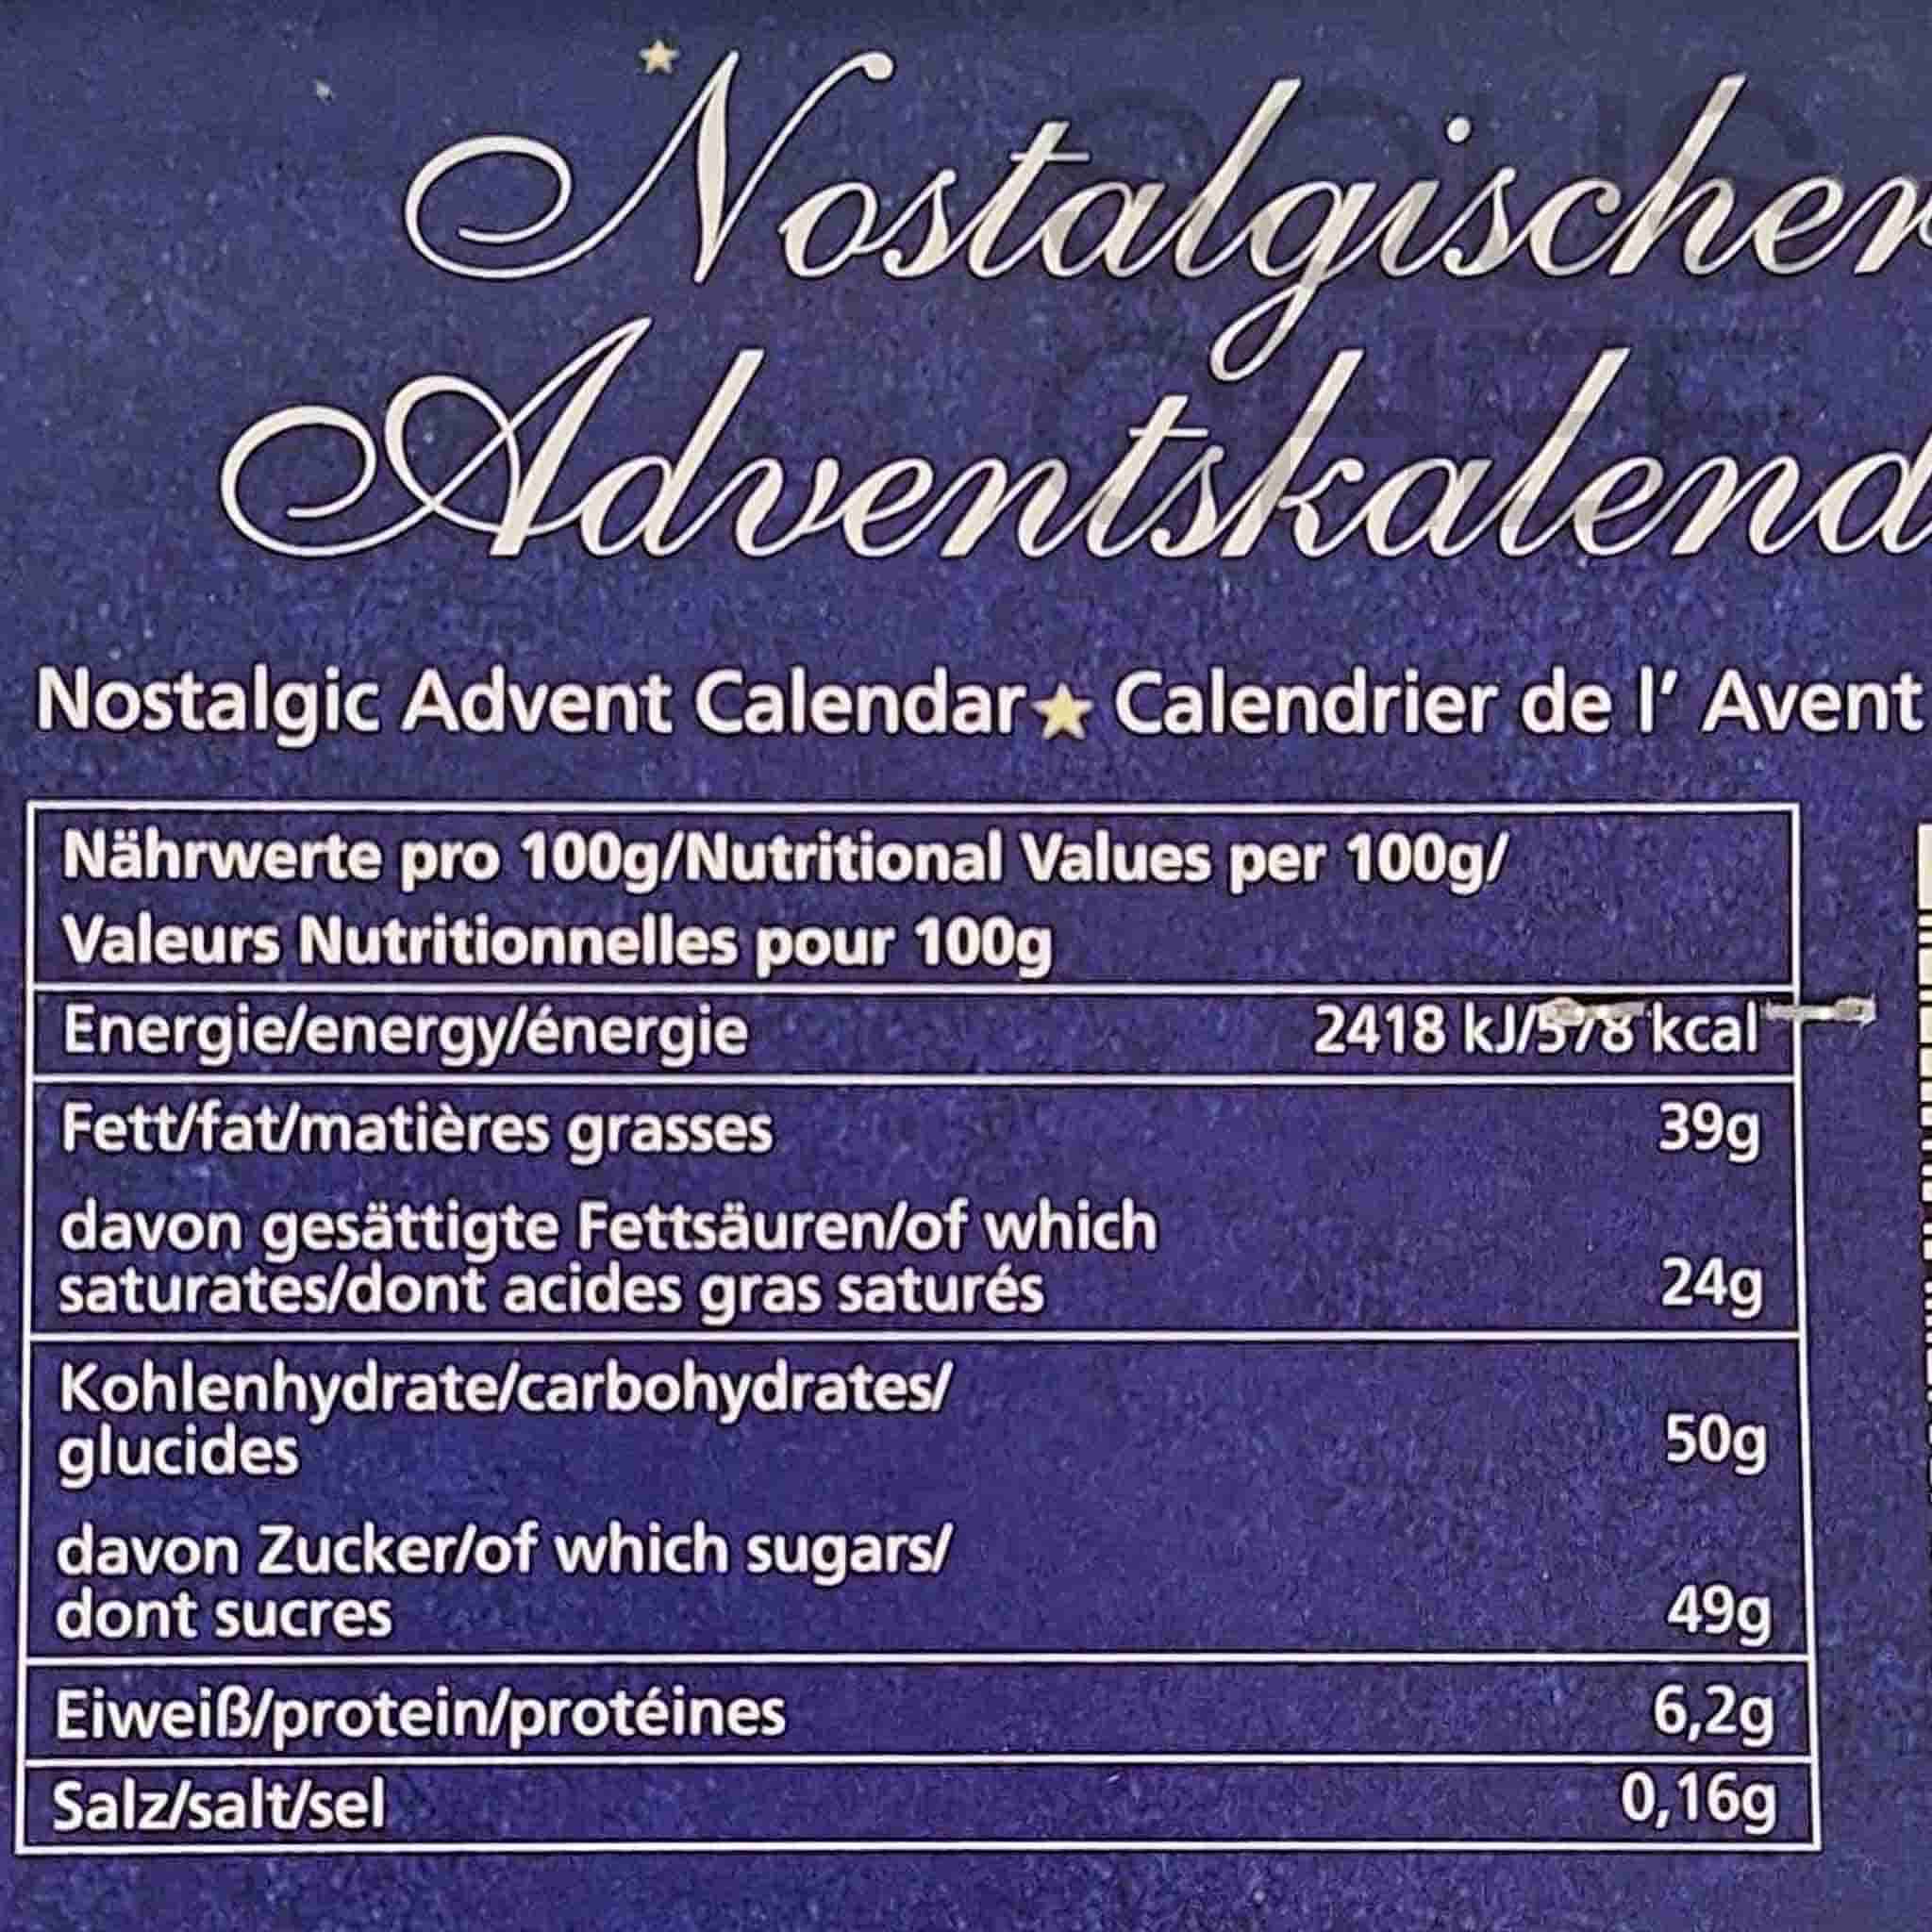 Nostalgischer
Adventskalend
Nostalgic Advent Calendar★ Calendrier de l’ Avent
Nährwerte pro 100g/Nutritional Values per 100g/
Valeurs Nutritionnelles pour 100g
Energie/energy/énergie 2418 kJ/578 kcal
Fett/fat/matières grasses 39g
davon gesättigte Fettsäuren/of which
saturates/dont acides gras saturés 24g
Kohlenhydrate/carbohydrates/
glucides 50g
davon Zucker/of which sugars/
dont sucres 49g
Eiweiß/protein/protéines 6,2g
Salz/salt/sel 0,16g